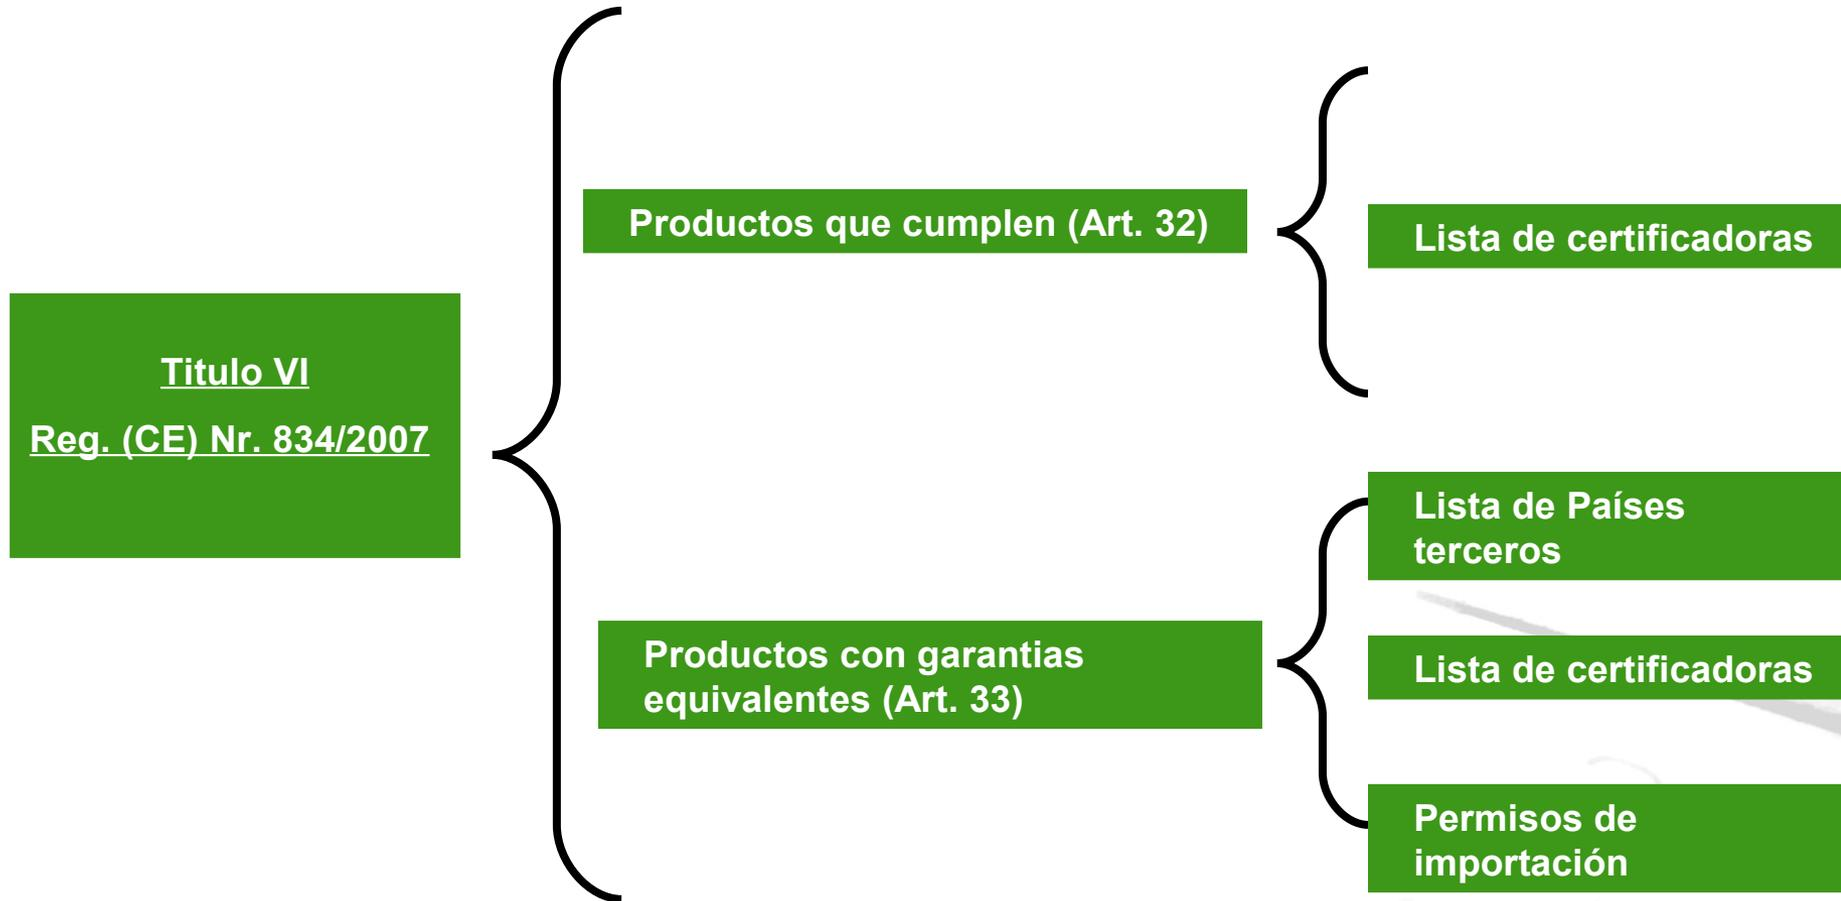 Titulo VI
Reg. (CE) Nr. 834/2007
Productos que cumplen (Art. 32)
Lista de certificadoras
Productos con garantias
equivalentes (Art. 33)
Lista de Países
terceros
Lista de certificadoras
Permisos de
importación